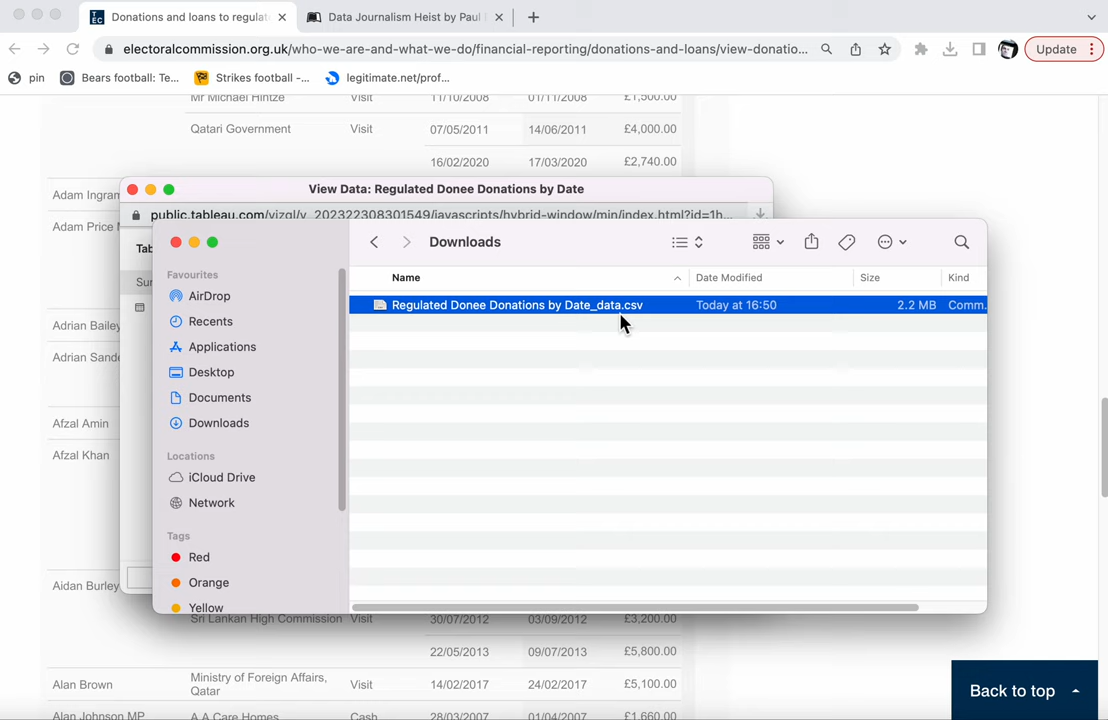 Donations and loans to regulat
Data Journalism Heist by Paul
electoralcommission.org.uk/who-we-are-and-what-we-do/financial-reporting/donations-and-loans/view-donatio...
Update
pin
Bears football: Te...
Strikes football -...
legitimate.net/prof...
Mr Michael Hintze Visit 11/10/2008 01/11/2008 £1,500.00
Qatari Government Visit 07/05/2011 14/06/2011 £4,000.00
16/02/2020 17/03/2020 £2,740.00
Adam Ingran
View Data: Regulated Donee Donations by Date
public.tableau.com/vizql/v_202322308301549/javascripts/hybrid-window/min/index.html?id=1h...
Adam Price M
Tab
Sur
Adrian Bailey
Adrian Sande
Afzal Amin
Afzal Khan
Aidan Burley
Downloads
Favourites
AirDrop
Recents
Applications
Desktop
Documents
Downloads
Locations
iCloud Drive
Network
Tags
Red
Orange
Yellow
Name Date Modified Size Kind
Regulated Donee Donations by Date_data.csv Today at 16:50 2.2 MB Comm.
Sri Lankan High Commission Visit 30/07/2012 03/09/2012 £3,200.00
22/05/2013 09/07/2013 £5,800.00
Alan Brown Ministry of Foreign Affairs, Qatar Visit 14/02/2017 24/02/2017 £5,100.00
Alan Johnson MP A A Care Homes Cash 28/03/2007 01/04/2007 £1,660.00
Back to top